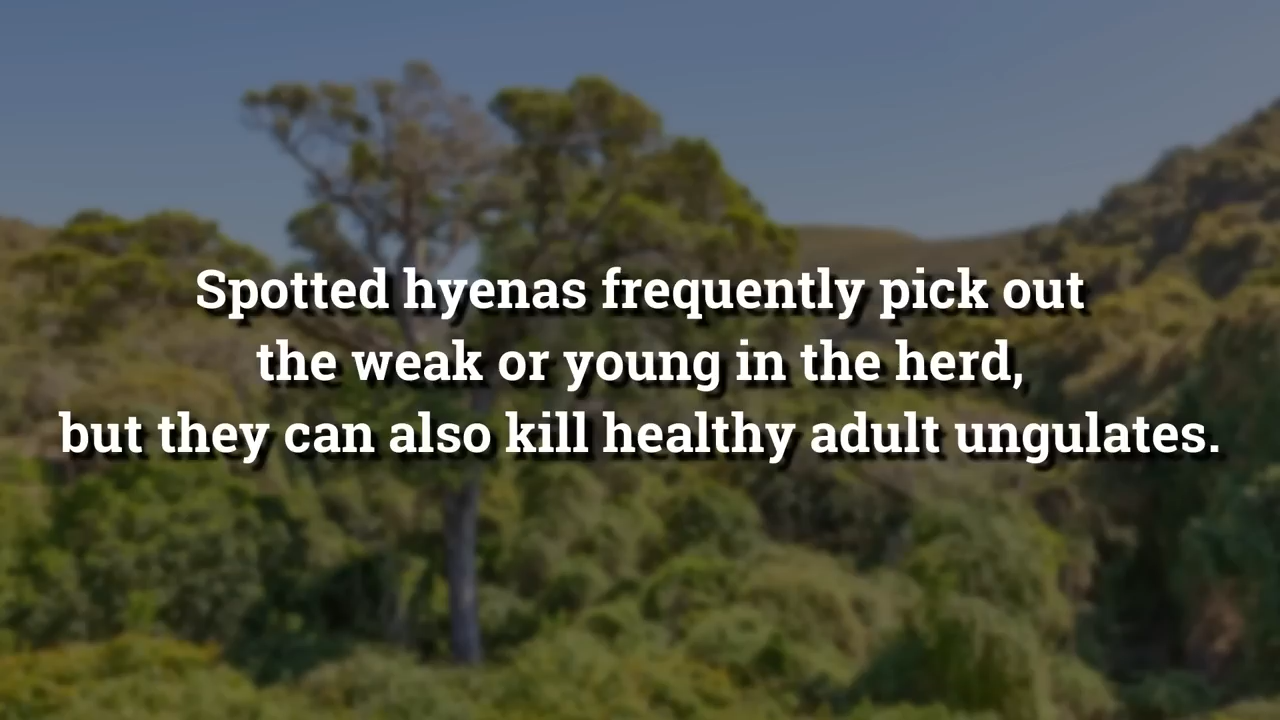 Spotted hyenas frequently pick out
the weak or young in the herd,
but they can also kill healthy adult ungulates.